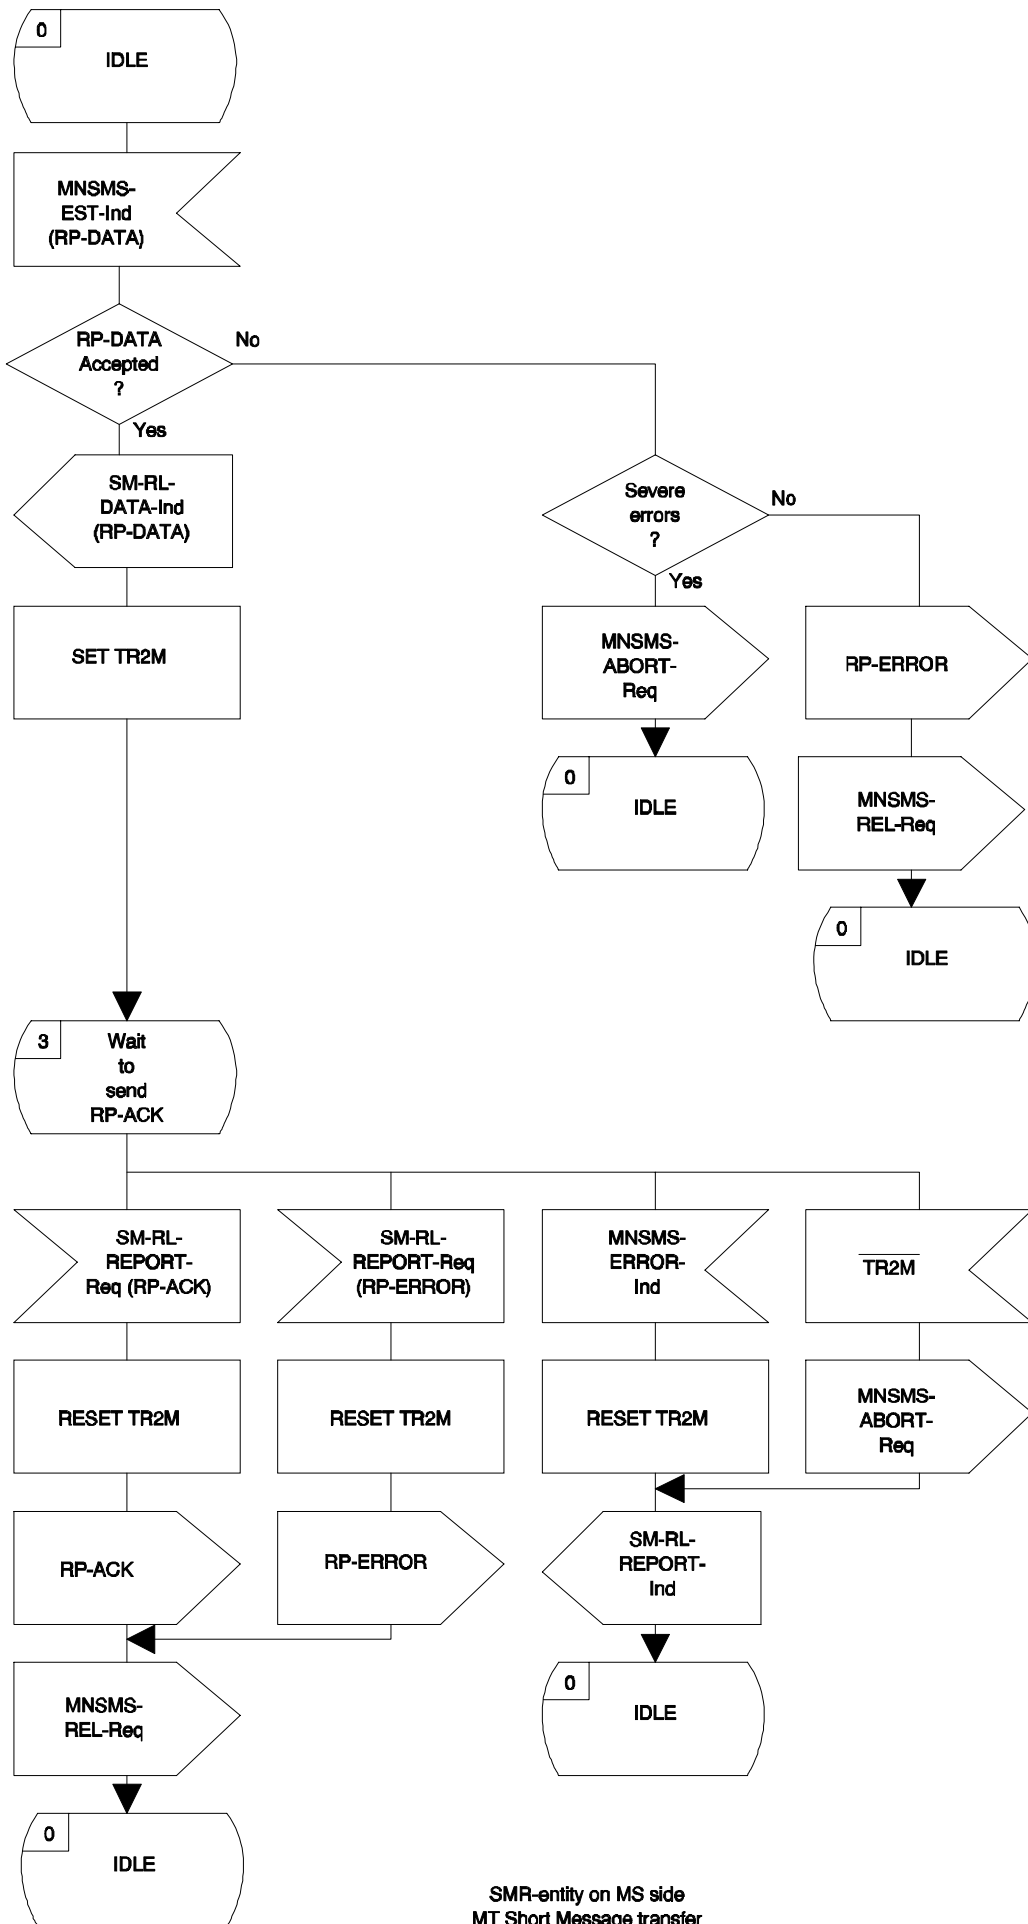 0
IDLE
MNSMS-
EST-Ind
(RP-DATA)
RP-DATA
Accepted
?
No
Yes
SM-RL-
DATA-Ind
(RP-DATA)
Severe
errors
?
No
Yes
SET TR2M
MNSMS-
ABORT-
Req
RP-ERROR
0
IDLE
MNSMS-
REL-Req
0
IDLE
3
Wait
to
send
RP-ACK
SM-RL-
REPORT-
Req (RP-ACK)
SM-RL-
REPORT-Req
(RP-ERROR)
MNSMS-
ERROR-
Ind
TR2M
RESET TR2M
RESET TR2M
RESET TR2M
MNSMS-
ABORT-
Req
RP-ACK
RP-ERROR
SM-RL-
REPORT-
Ind
MNSMS-
REL-Req
0
IDLE
0
IDLE
SMR-entity on MS side
MT Short Message transfer